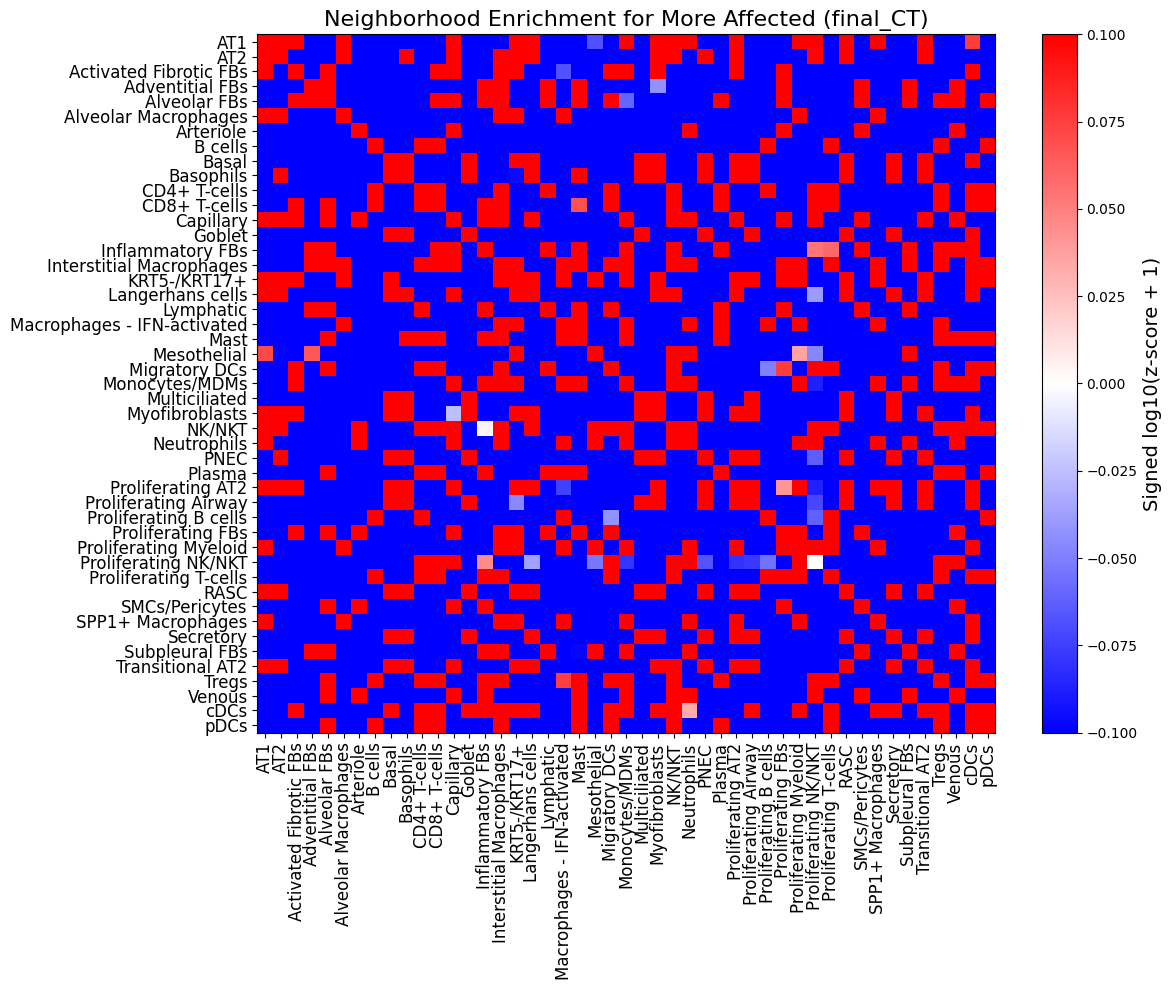 Neighborhood Enrichment for More Affected (final_CT)
AT1
AT2
Activated Fibrotic FBs
Adventitial FBs
Alveolar FBs
Alveolar Macrophages
Arteriole
B cells
Basal
Basophils
CD4+ T-cells
CD8+ T-cells
Capillary
Goblet
Inflammatory FBs
Interstitial Macrophages
KRT5-/KRT17+
Langerhans cells
Lymphatic
Macrophages - IFN-activated
Mast
Mesothelial
Migratory DCs
Monocytes/MDMs
Multiciliated
Myofibroblasts
NK/NKT
Neutrophils
PNEC
Plasma
Proliferating AT2
Proliferating Airway
Proliferating B cells
Proliferating FBs
Proliferating Myeloid
Proliferating NK/NKT
Proliferating T-cells
RASC
SMCs/Pericytes
SPP1+ Macrophages
Secretory
Subpleural FBs
Transitional AT2
Tregs
Venous
cDCs
pDCs
AT1
AT2
Activated Fibrotic FBs
Adventitial FBs
Alveolar FBs
Alveolar Macrophages
Arteriole
B cells
Basal
Basophils
CD4+ T-cells
CD8+ T-cells
Capillary
Goblet
Inflammatory FBs
Interstitial Macrophages
KRT5-/KRT17+
Langerhans cells
Lymphatic
Macrophages - IFN-activated
Mast
Mesothelial
Migratory DCs
Monocytes/MDMs
Multiciliated
Myofibroblasts
NK/NKT
Neutrophils
PNEC
Plasma
Proliferating AT2
Proliferating Airway
Proliferating B cells
Proliferating FBs
Proliferating Myeloid
Proliferating NK/NKT
Proliferating T-cells
RASC
SMCs/Pericytes
SPP1+ Macrophages
Secretory
Subpleural FBs
Transitional AT2
Tregs
Venous
cDCs
pDCs
0.100
0.075
0.050
0.025
0.000
−0.025
−0.050
−0.075
−0.100
Signed log10(z-score + 1)